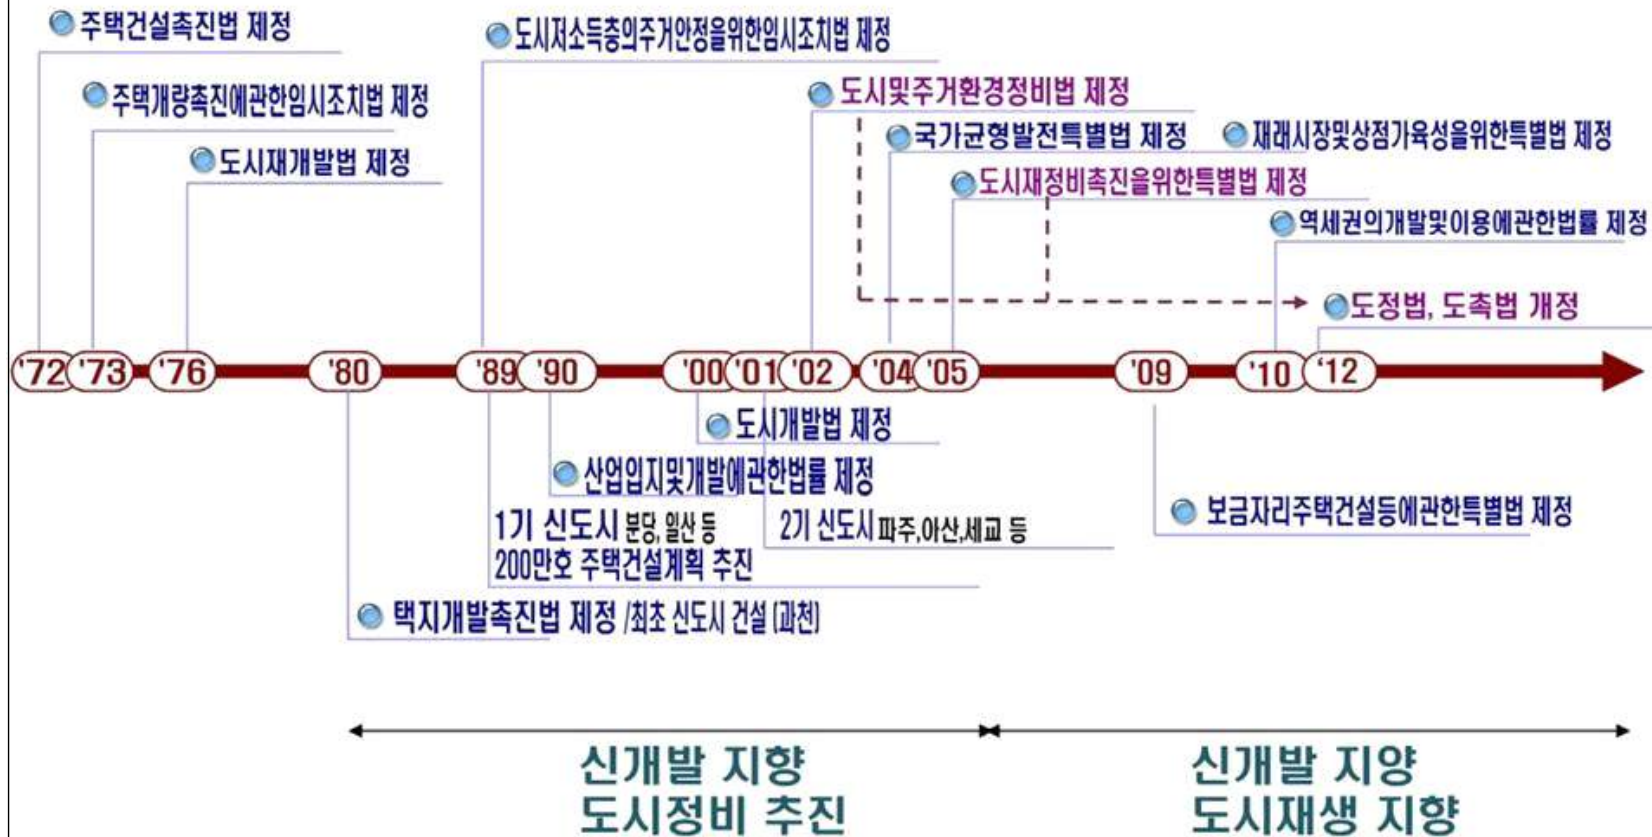 주택건설촉진법 제정
도시저소득층의주거안정을위한임시조치법 제정
주택개량촉진에관한임시조치법 제정
도시및주거환경정비법 제정
도시재개발법 제정
국가균형발전특별법 제정
재래시장및상점가육성을위한특별법 제정
도시재정비촉진을위한특별법 제정
역세권의개발및이용에관한법률 제정
도정법, 도촉법 개정
'72 '73 '76 '80 '89 '90 '00 '01 '02 '04 '05 '09 '10 '12
도시개발법 제정
산업입지및개발에관한법률 제정
1기 신도시 분당, 일산 등
200만호 주택건설계획 추진
2기 신도시 파주,아산,세교 등
보금자리주택건설등에관한특별법 제정
택지개발촉진법 제정 /최초 신도시 건설 (과천)
신개발 지향
도시정비 추진
신개발 지양
도시재생 지향